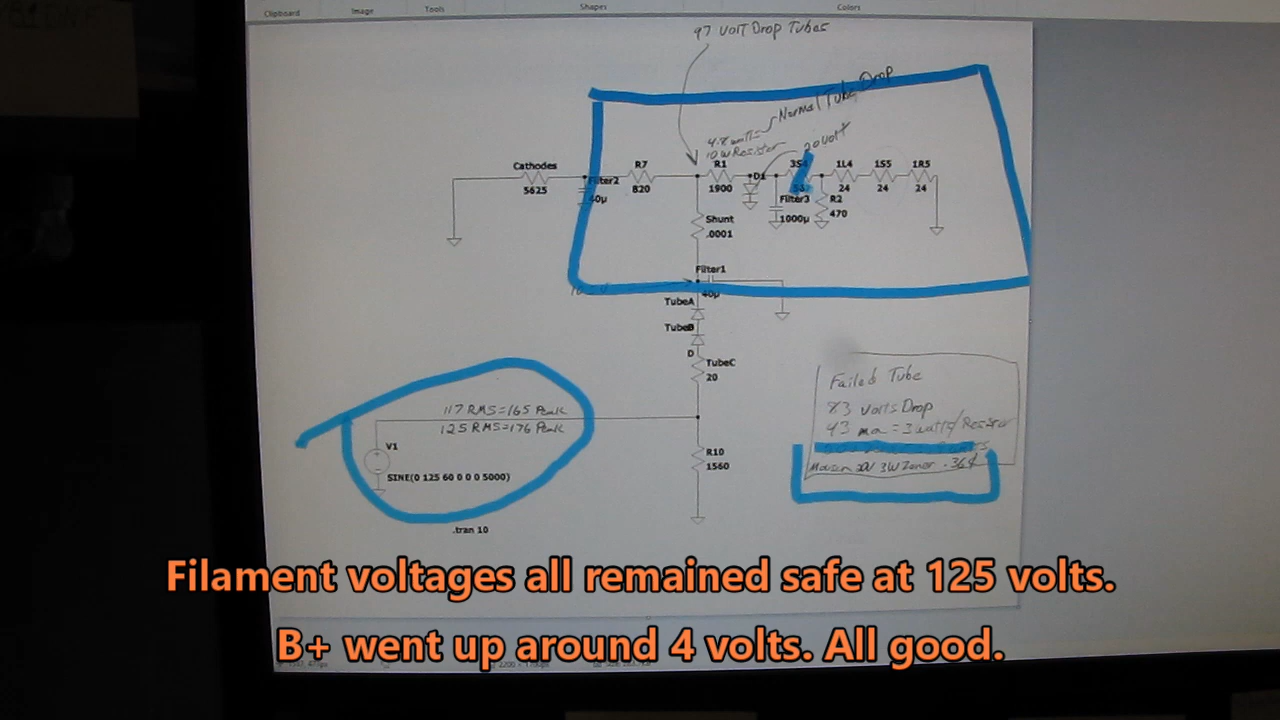 Clipboard
Image
Tools
Shapes
Colors
97 Volt Drop Tubes
Normal Tube Drop
4.8 watts
10W Resistor
20 Volt
Cathodes
5625
Filter2
40µ
R7
820
R1
1900
D1
3S4
Filter3
1000µ
R2
470
1L4
24
1S5
24
1R5
24
Shunt
.0001
Filter1
40µ
TubeA
TubeB
D
TubeC
20
117 RMS=165 Peak
125 RMS=176 Peak
V1
SINE(0 125 60 0 0 0 5000)
.tran 10
R10
1560
Failed Tube
83 volts Drop
43 ma = 3 watts/Resistor
Mouser 20V 3W Zener .36¢
Filament voltages all remained safe at 125 volts.
B+ went up around 4 volts. All good.